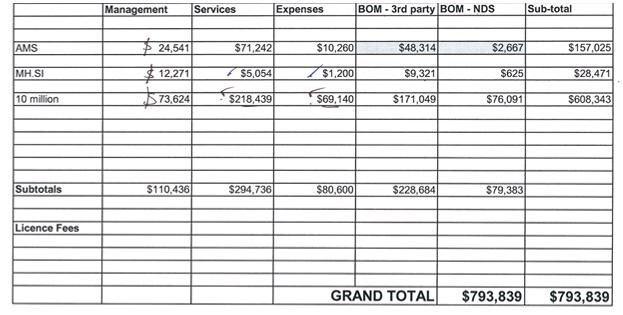 Management Services Expenses BOM - 3rd party BOM - NDS Sub-total
AMS $ 24,541 $71,242 $10,260 $48,314 $2,667 $157,025
MH.SI $ 12,271 $5,054 $1,200 $9,321 $625 $28,471
10 million $73,624 $218,439 $69,140 $171,049 $76,091 $608,343
Subtotals $110,436 $294,736 $80,600 $228,684 $79,383
Licence Fees
GRAND TOTAL $793,839 $793,839